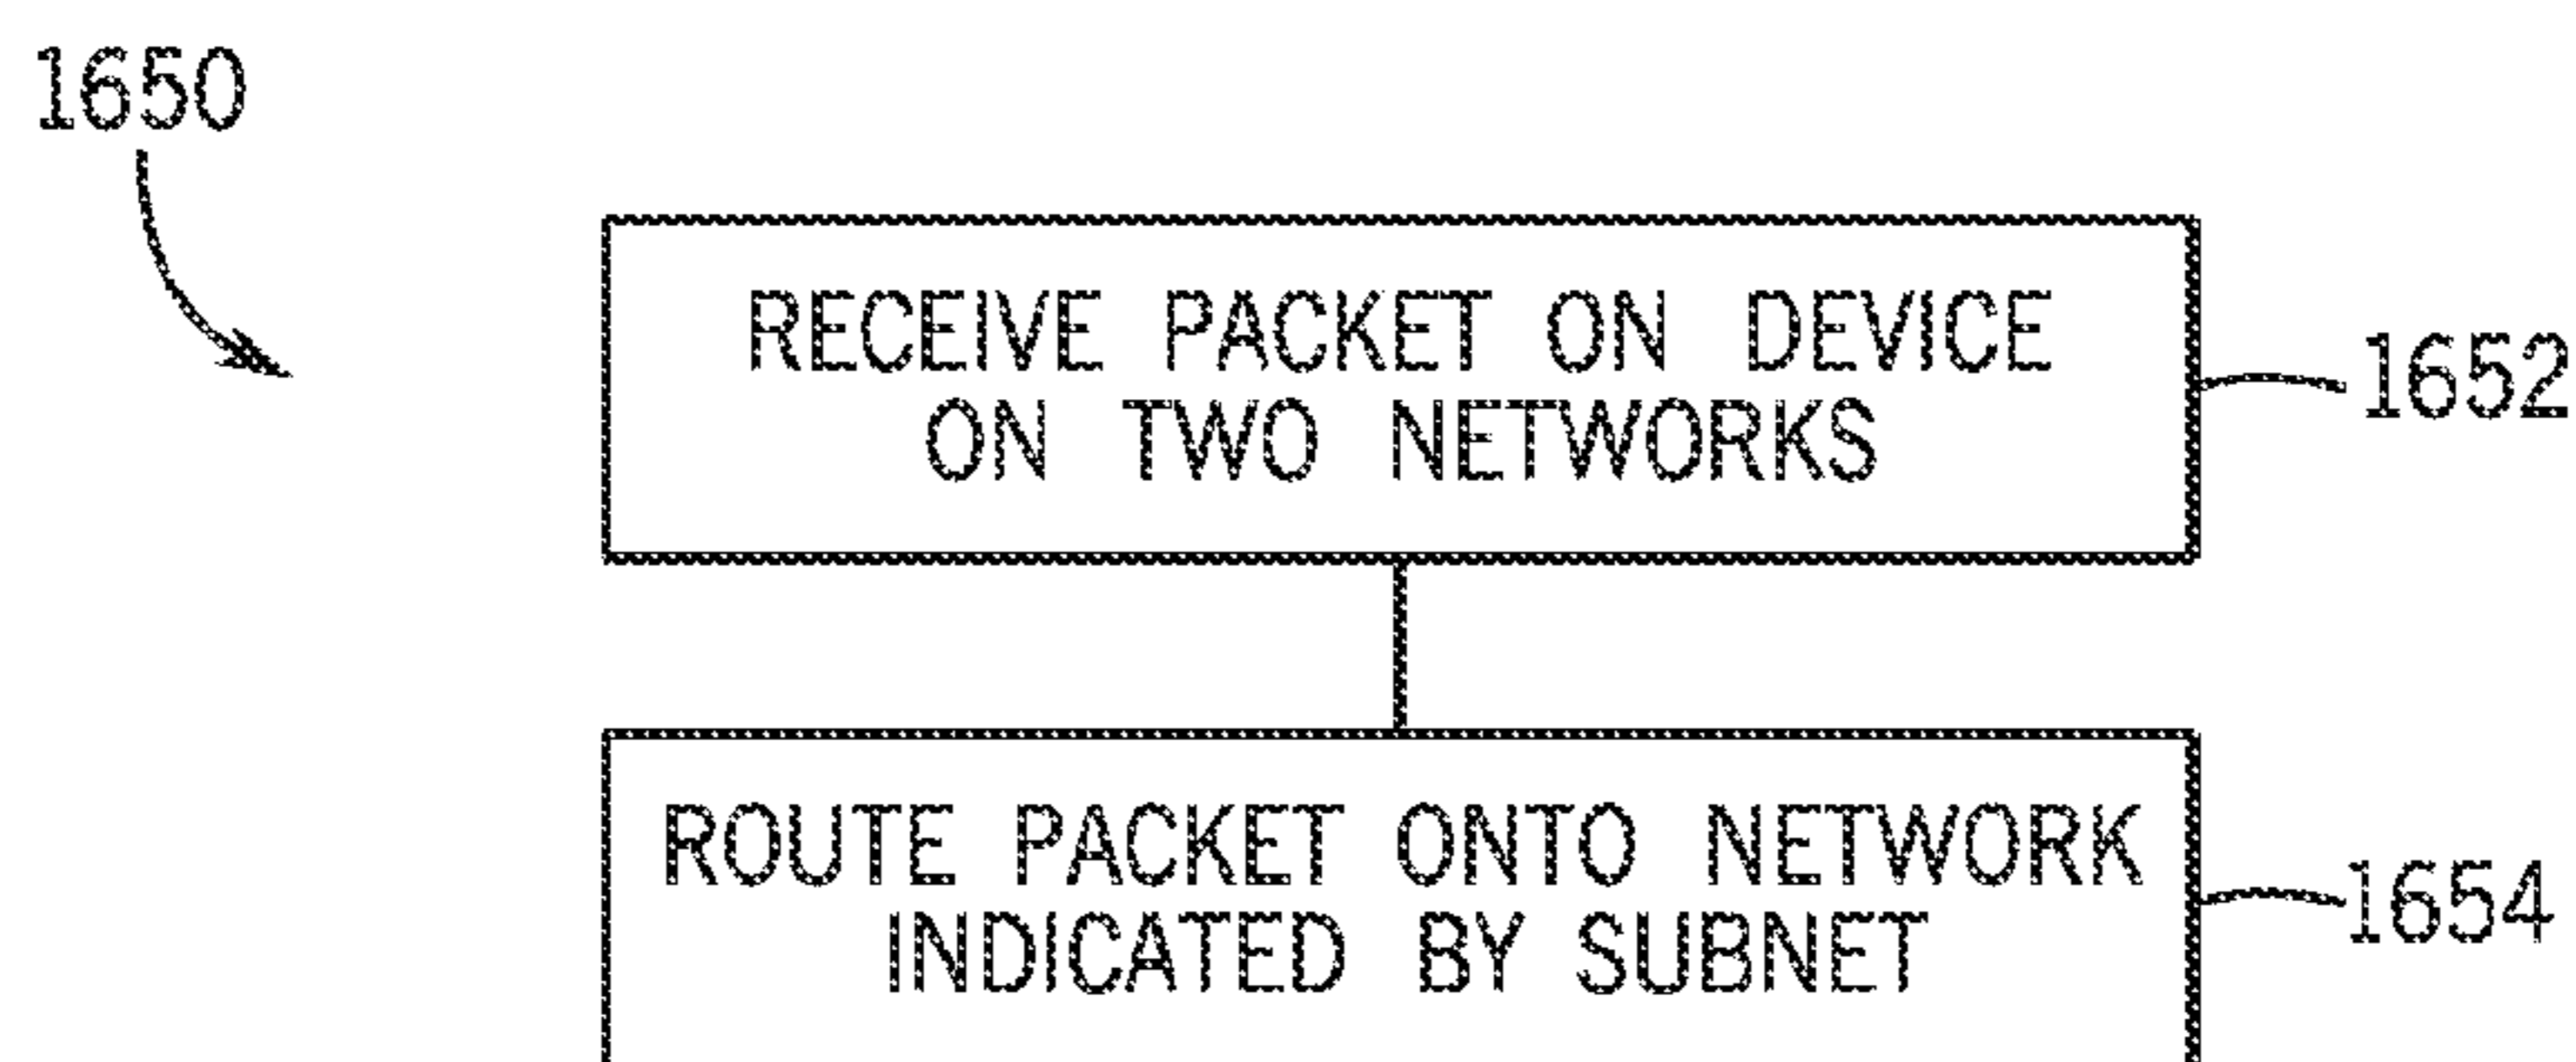 1650
RECEIVE PACKET ON DEVICE
ON TWO NETWORKS
1652
ROUTE PACKET ONTO NETWORK
INDICATED BY SUBNET
1654